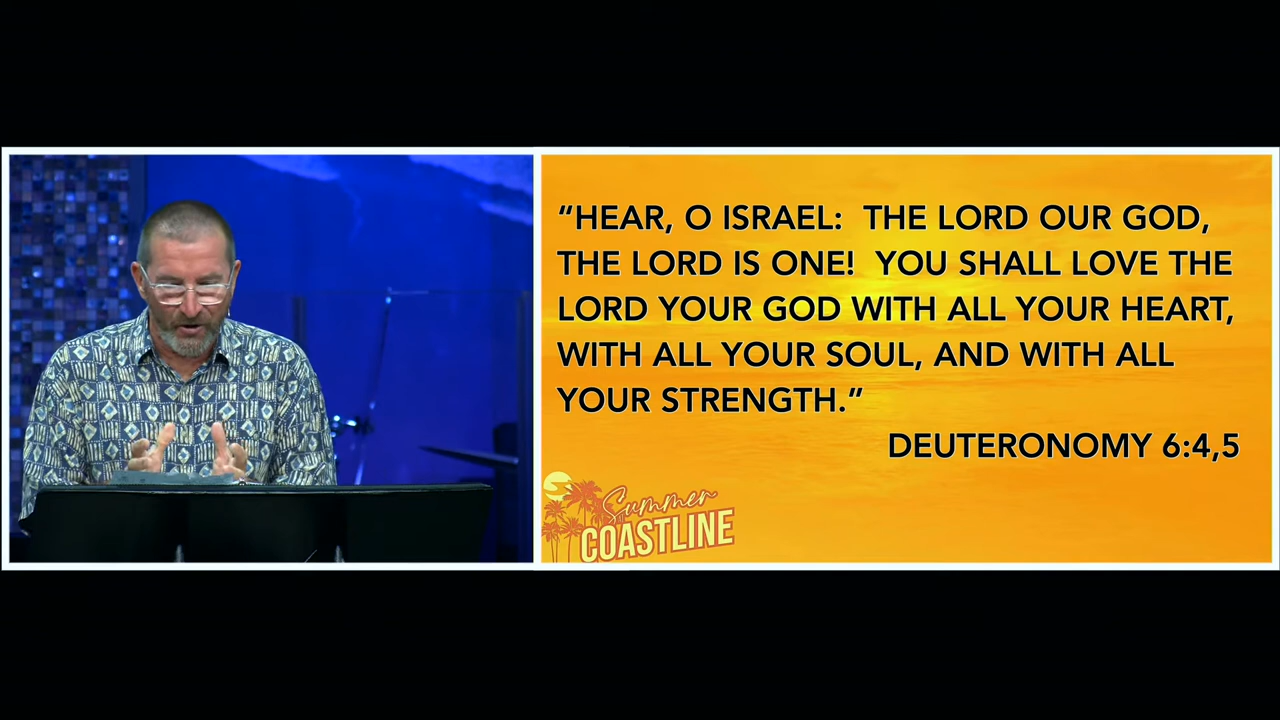 “HEAR, O ISRAEL:  THE LORD OUR GOD,
THE LORD IS ONE!  YOU SHALL LOVE THE
LORD YOUR GOD WITH ALL YOUR HEART,
WITH ALL YOUR SOUL, AND WITH ALL
YOUR STRENGTH.”
DEUTERONOMY 6:4,5
Summer
COASTLINE